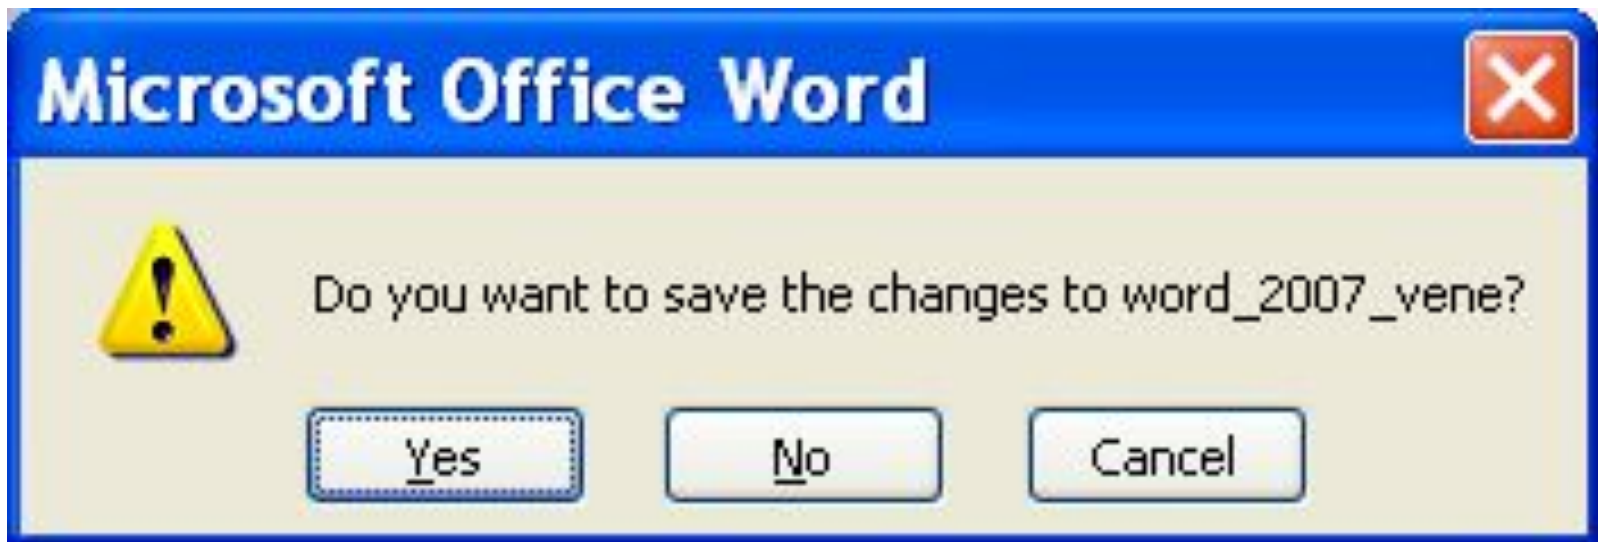 Microsoft Office Word
Do you want to save the changes to word_2007_vene?
Yes No Cancel